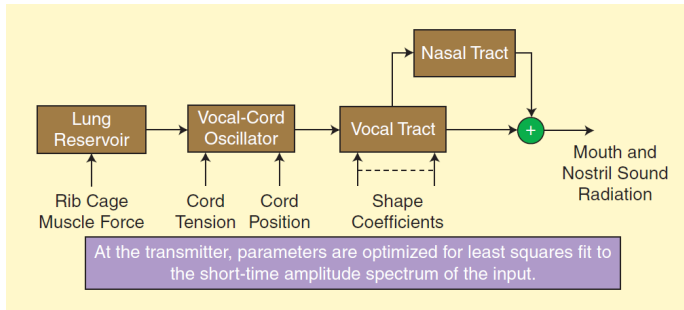 Nasal Tract
Lung
Reservoir
Vocal-Cord
Oscillator
Vocal Tract
+
Mouth and
Nostril Sound
Radiation
Rib Cage
Muscle Force
Cord
Tension
Cord
Position
Shape
Coefficients
At the transmitter, parameters are optimized for least squares fit to
the short-time amplitude spectrum of the input.